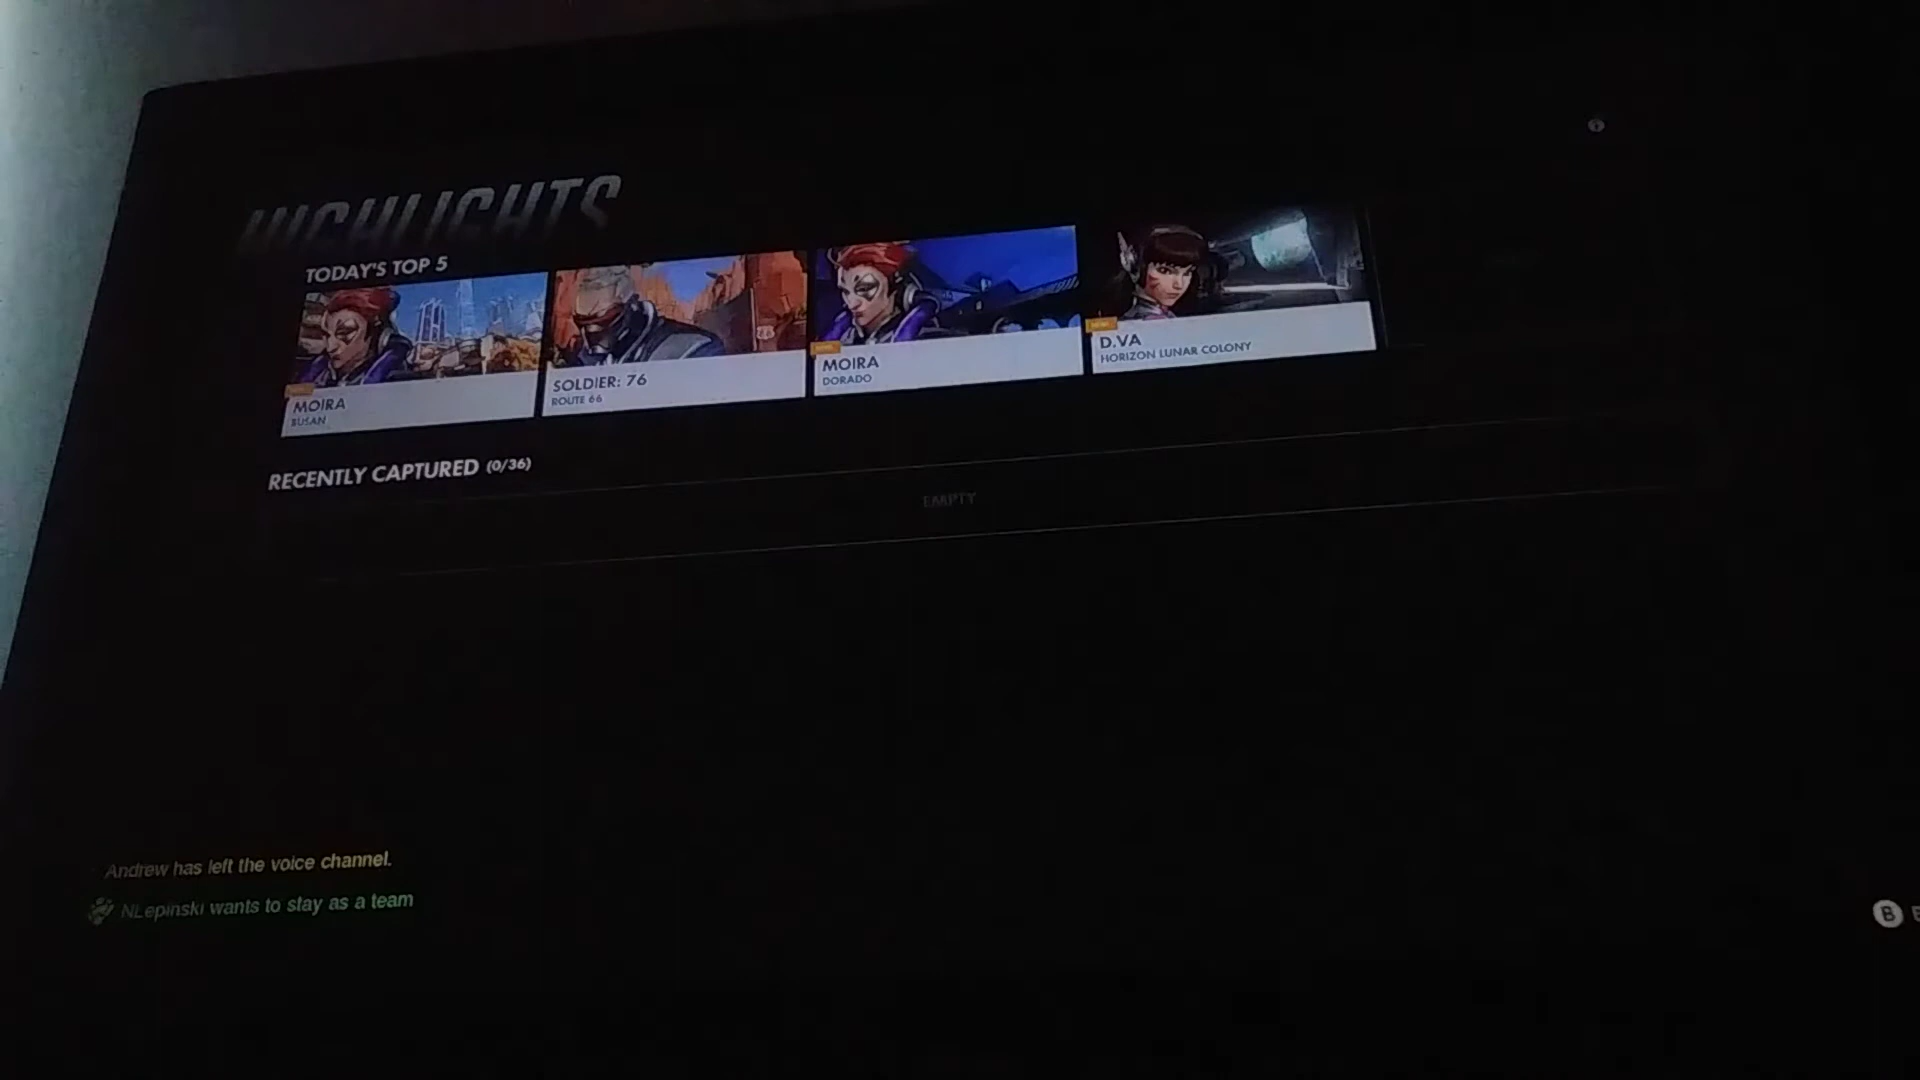 HIGHLIGHTS
TODAY'S TOP 5
MOIRA
BUSAN
SOLDIER: 76
ROUTE 66
MOIRA
DORADO
D.VA
HORIZON LUNAR COLONY
RECENTLY CAPTURED (0/36)
EMPTY
Andrew has left the voice channel.
NLepinski wants to stay as a team
B